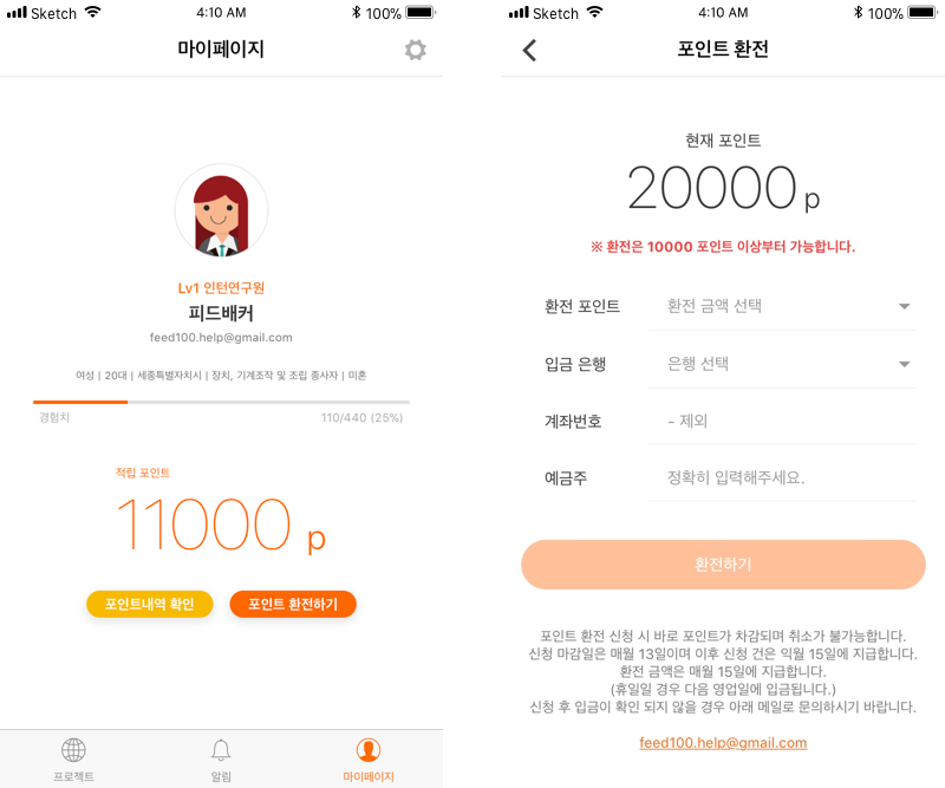 Sketch 4:10 AM 100%
마이페이지
Lv1 인턴연구원
피드배커
feed100.help@gmail.com
여성 | 20대 | 세종특별자치시 | 장치, 기계조작 및 조립 종사자 | 미혼
경험치 110/440 (25%)
적립 포인트
11000 p
포인트내역 확인 포인트 환전하기
프로젝트 알림 마이페이지
Sketch 4:10 AM 100%
포인트 환전
현재 포인트
20000 p
※ 환전은 10000 포인트 이상부터 가능합니다.
환전 포인트 환전 금액 선택
입금 은행 은행 선택
계좌번호 - 제외
예금주 정확히 입력해주세요.
환전하기
포인트 환전 신청 시 바로 포인트가 차감되며 취소가 불가능합니다.
신청 마감일은 매월 13일이며 이후 신청 건은 익월 15일에 지급합니다.
환전 금액은 매월 15일에 지급합니다.
(휴일일 경우 다음 영업일에 입금됩니다.)
신청 후 입금이 확인 되지 않을 경우 아래 메일로 문의하시기 바랍니다.
feed100.help@gmail.com